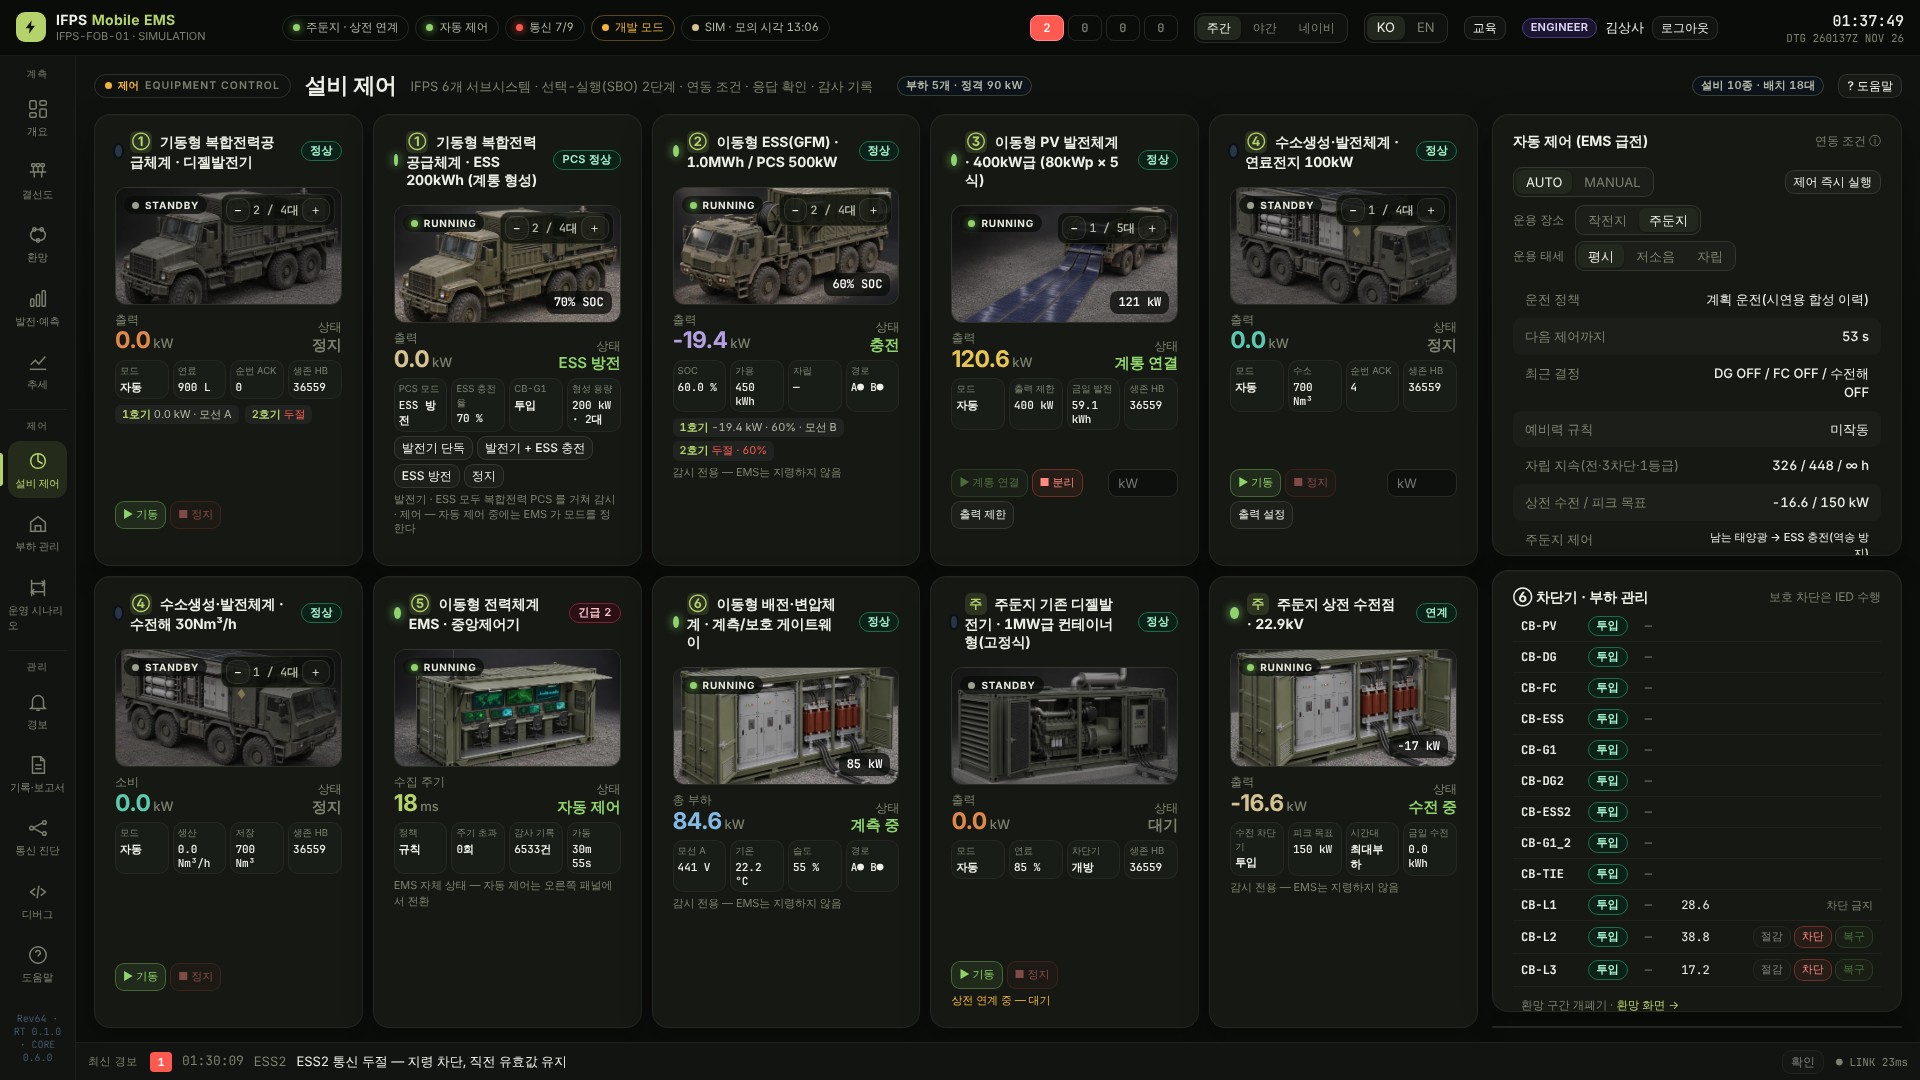 IFPS Mobile EMS
IFPS-FOB-01 · SIMULATION
주둔지 · 상전 연계
자동 제어
통신 7/9
개발 모드
SIM · 모의 시각 13:06
2 0 0 0
주간 야간 네이비
KO EN
교육
ENGINEER 김상사 로그아웃
01:37:49
DTG 260137Z NOV 26
계측
개요
결선도
환망
발전·예측
추세
제어
설비 제어
부하 관리
운영 시나리오
관리
경보
기록·보고서
통신 진단
디버그
도움말
Rev64 ·
RT 0.1.0
· CORE
0.6.0
제어 EQUIPMENT CONTROL
설비 제어
IFPS 6개 서브시스템 · 선택-실행(SBO) 2단계 · 연동 조건 · 응답 확인 · 감사 기록
부하 5개 · 정격 90 kW
설비 10종 · 배치 18대
? 도움말
① 기동형 복합전력공
급체계 · 디젤발전기
정상
STANDBY
− 2 / 4대 +
출력
0.0 kW
상태
정지
모드 연료 순번 ACK 생존 HB
자동 900 L 0 36559
1호기 0.0 kW · 모선 A 2호기 두절
▶ 기동 ■ 정지
① 기동형 복합전력
공급체계 · ESS
200kWh (계통 형성)
PCS 정상
RUNNING
− 2 / 4대 +
70% SOC
출력
0.0 kW
상태
ESS 방전
PCS 모드 ESS 충전율 CB-G1 형성 용량
ESS 방전 70 % 투입 200 kW · 2대
발전기 단독 발전기 + ESS 충전
ESS 방전 정지
발전기 · ESS 모두 복합전력 PCS 를 거쳐 감시
· 제어 — 자동 제어 중에는 EMS 가 모드를 정
한다
② 이동형 ESS(GFM) ·
1.0MWh / PCS 500kW
정상
RUNNING
− 2 / 4대 +
60% SOC
출력
-19.4 kW
상태
충전
SOC 가용 자립 경로
60.0 % 450 kWh — A● B●
1호기 -19.4 kW · 60% · 모선 B
2호기 두절 · 60%
감시 전용 — EMS는 지령하지 않음
③ 이동형 PV 발전체계
· 400kW급 (80kWp × 5
식)
정상
RUNNING
− 1 / 5대 +
121 kW
출력
120.6 kW
상태
계통 연결
모드 출력 제한 금일 발전 생존 HB
자동 400 kW 59.1 kWh 36559
▶ 계통 연결 ■ 분리 kW
출력 제한
④ 수소생성·발전체계 ·
연료전지 100kW
정상
STANDBY
− 1 / 4대 +
출력
0.0 kW
상태
정지
모드 수소 순번 ACK 생존 HB
자동 700 Nm³ 4 36559
▶ 기동 ■ 정지 kW
출력 설정
④ 수소생성·발전체계 ·
수전해 30Nm³/h
정상
STANDBY
− 1 / 4대 +
소비
0.0 kW
상태
정지
모드 생산 저장 생존 HB
자동 0.0 Nm³/h 700 Nm³ 36559
▶ 기동 ■ 정지
⑤ 이동형 전력체계
EMS · 중앙제어기
긴급 2
RUNNING
수집 주기
18 ms
상태
자동 제어
정책 주기 초과 감사 기록 가동
규칙 0회 6533건 30m 55s
EMS 자체 상태 — 자동 제어는 오른쪽 패널에
서 전환
⑥ 이동형 배전·변압체
계 · 계측/보호 게이트웨
이
정상
RUNNING
85 kW
총 부하
84.6 kW
상태
계측 중
모선 A 기온 습도 경로
441 V 22.2 °C 55 % A● B●
감시 전용 — EMS는 지령하지 않음
주 주둔지 기존 디젤발
전기 · 1MW급 컨테이너
형(고정식)
정상
STANDBY
출력
0.0 kW
상태
대기
모드 연료 차단기 생존 HB
자동 85 % 개방 36559
▶ 기동 ■ 정지
상전 연계 중 — 대기
주 주둔지 상전 수전점
· 22.9kV
연계
RUNNING
-17 kW
출력
-16.6 kW
상태
수전 중
수전 차단기 피크 목표 시간대 금일 수전
투입 150 kW 최대부하 0.0 kWh
감시 전용 — EMS는 지령하지 않음
자동 제어 (EMS 급전)
연동 조건 ⓘ
AUTO MANUAL
제어 즉시 실행
운용 장소 작전지 주둔지
운용 태세 평시 저소음 자립
운전 정책 계획 운전(시연용 합성 이력)
다음 제어까지 53 s
최근 결정 DG OFF / FC OFF / 수전해
OFF
예비력 규칙 미작동
자립 지속(전·3차단·1등급) 326 / 448 / ∞ h
상전 수전 / 피크 목표 -16.6 / 150 kW
주둔지 제어 남는 태양광 → ESS 충전(역송 방
지)
⑥ 차단기 · 부하 관리
보호 차단은 IED 수행
CB-PV 투입 —
CB-DG 투입 —
CB-FC 투입 —
CB-ESS 투입 —
CB-G1 투입 —
CB-DG2 투입 —
CB-ESS2 투입 —
CB-G1_2 투입 —
CB-TIE 투입 —
CB-L1 투입 — 28.6 차단 금지
CB-L2 투입 — 38.8 절감 차단 복구
CB-L3 투입 — 17.2 절감 차단 복구
환망 구간 개폐기 · 환망 화면 →
최신 경보 1 01:30:09 ESS2 ESS2 통신 두절 — 지령 차단, 직전 유효값 유지
확인
LINK 23ms